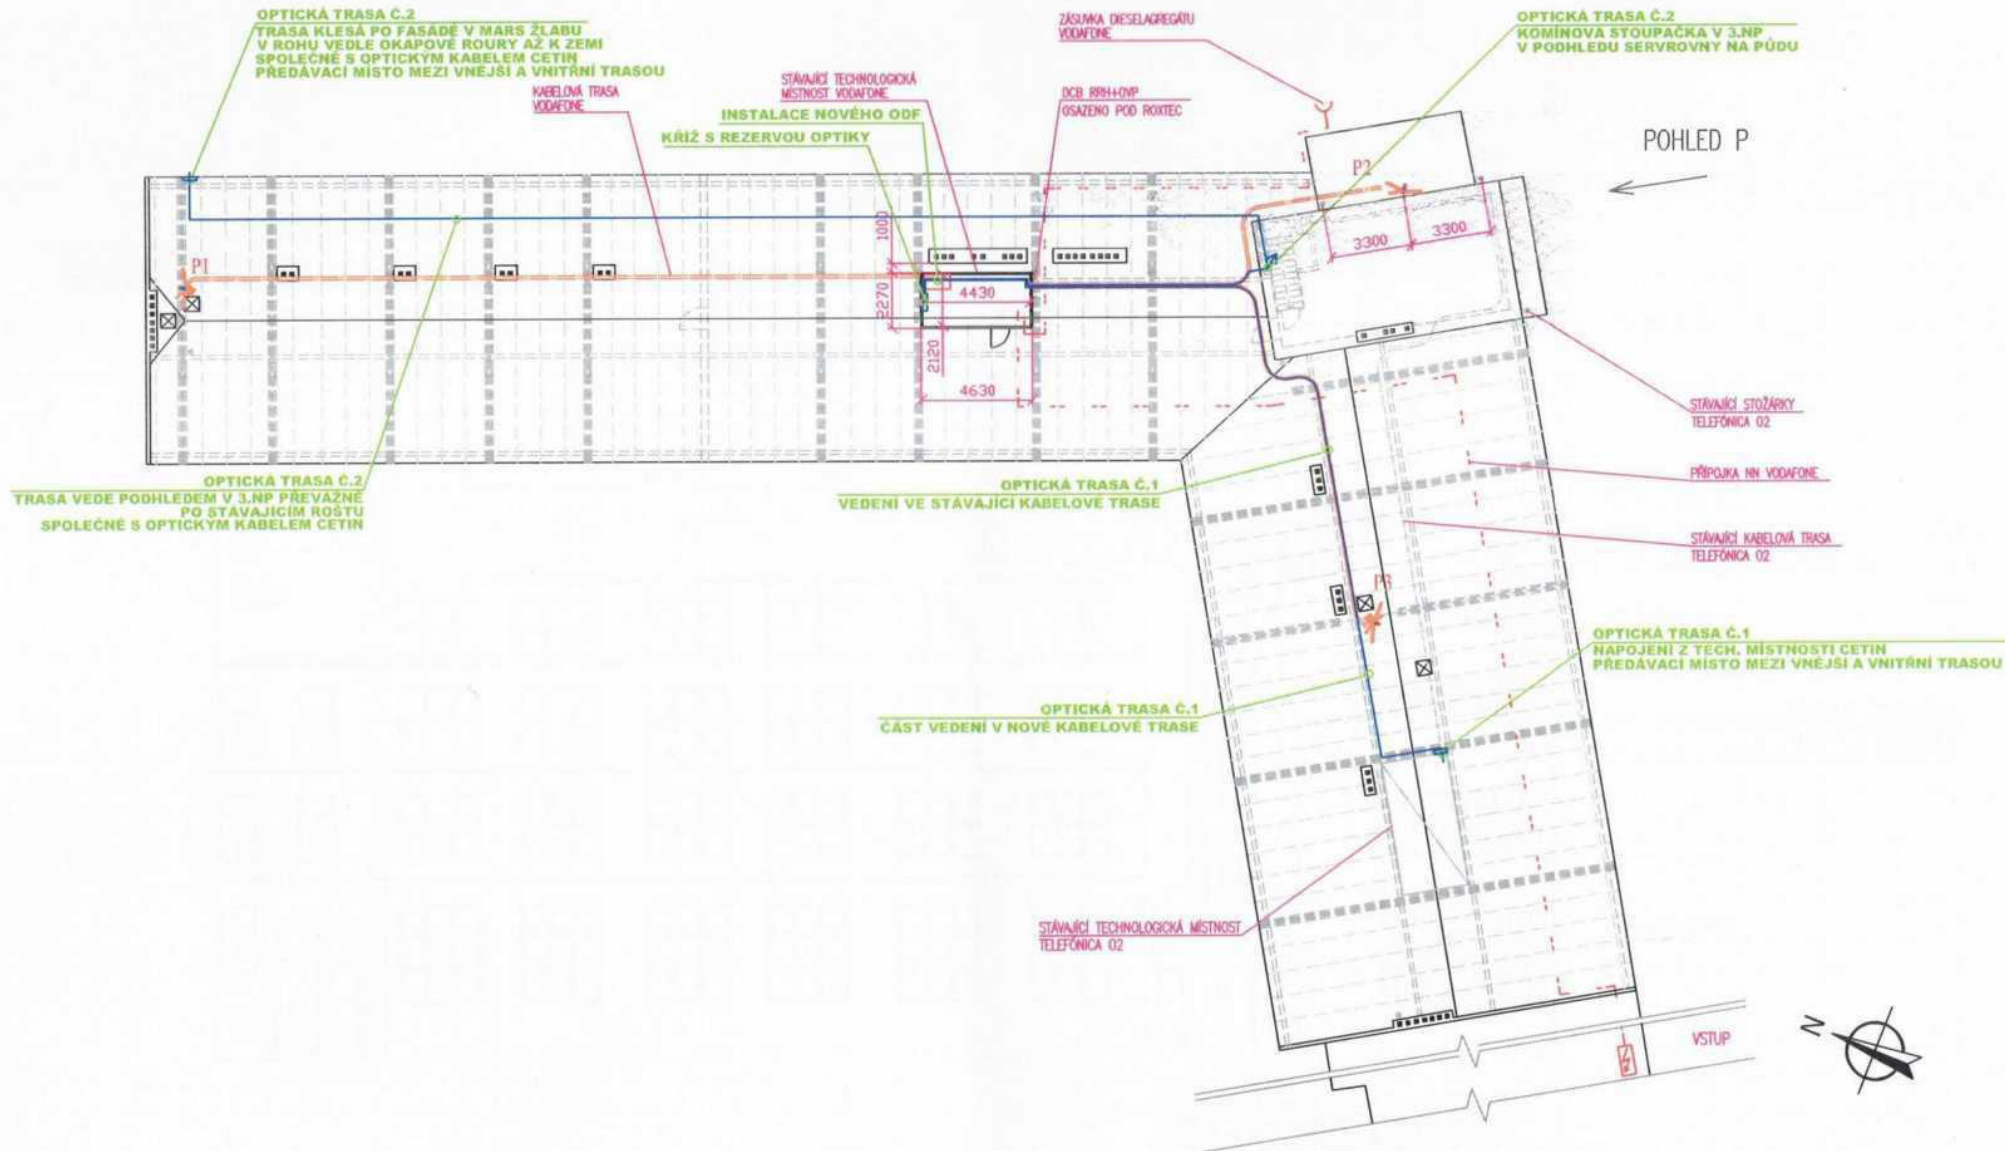 OPTICKÁ TRASA Č.2
TRASA KLESÁ PO FASÁDĚ V MARS ŽLABU
V ROHU VEDLE OKAPOVÉ ROURY AŽ K ZEMI
SPOLEČNĚ S OPTICKÝM KABELEM CETIN
PŘEDÁVACÍ MÍSTO MEZI VNĚJŠÍ A VNITŘNÍ TRASOU
KABELOVÁ TRASA
VODAFONE
STÁVAJÍCÍ TECHNOLOGICKÁ
MÍSTNOST VODAFONE
INSTALACE NOVÉHO ODF
KŘÍŽ S REZERVOU OPTIKY
ZÁSUVKA DIESELAGREGÁTU
VODAFONE
DCB RRH+OVP
OSAZENO POD ROXTEC
OPTICKÁ TRASA Č.2
KOMÍNOVÁ STOUPAČKA V 3.NP
V PODHLEDU SERVROVNY NA PŮDU
POHLED P
P1
P2
P3
1000
2270
4430
2120
4630
3300
3300
STÁVAJÍCÍ STOŽÁRKY
TELEFÓNICA O2
PŘÍPOJKA NN VODAFONE
STÁVAJÍCÍ KABELOVÁ TRASA
TELEFÓNICA O2
OPTICKÁ TRASA Č.2
TRASA VEDE PODHLEDEM V 3.NP PŘEVÁŽNĚ
PO STÁVAJÍCÍM ROŠTU
SPOLEČNĚ S OPTICKÝM KABELEM CETIN
OPTICKÁ TRASA Č.1
VEDENÍ VE STÁVAJÍCÍ KABELOVÉ TRASE
OPTICKÁ TRASA Č.1
NAPOJENÍ Z TECH. MÍSTNOSTI CETIN
PŘEDÁVACÍ MÍSTO MEZI VNĚJŠÍ A VNITŘNÍ TRASOU
OPTICKÁ TRASA Č.1
ČÁST VEDENÍ V NOVÉ KABELOVÉ TRASE
STÁVAJÍCÍ TECHNOLOGICKÁ MÍSTNOST
TELEFÓNICA O2
VSTUP
N